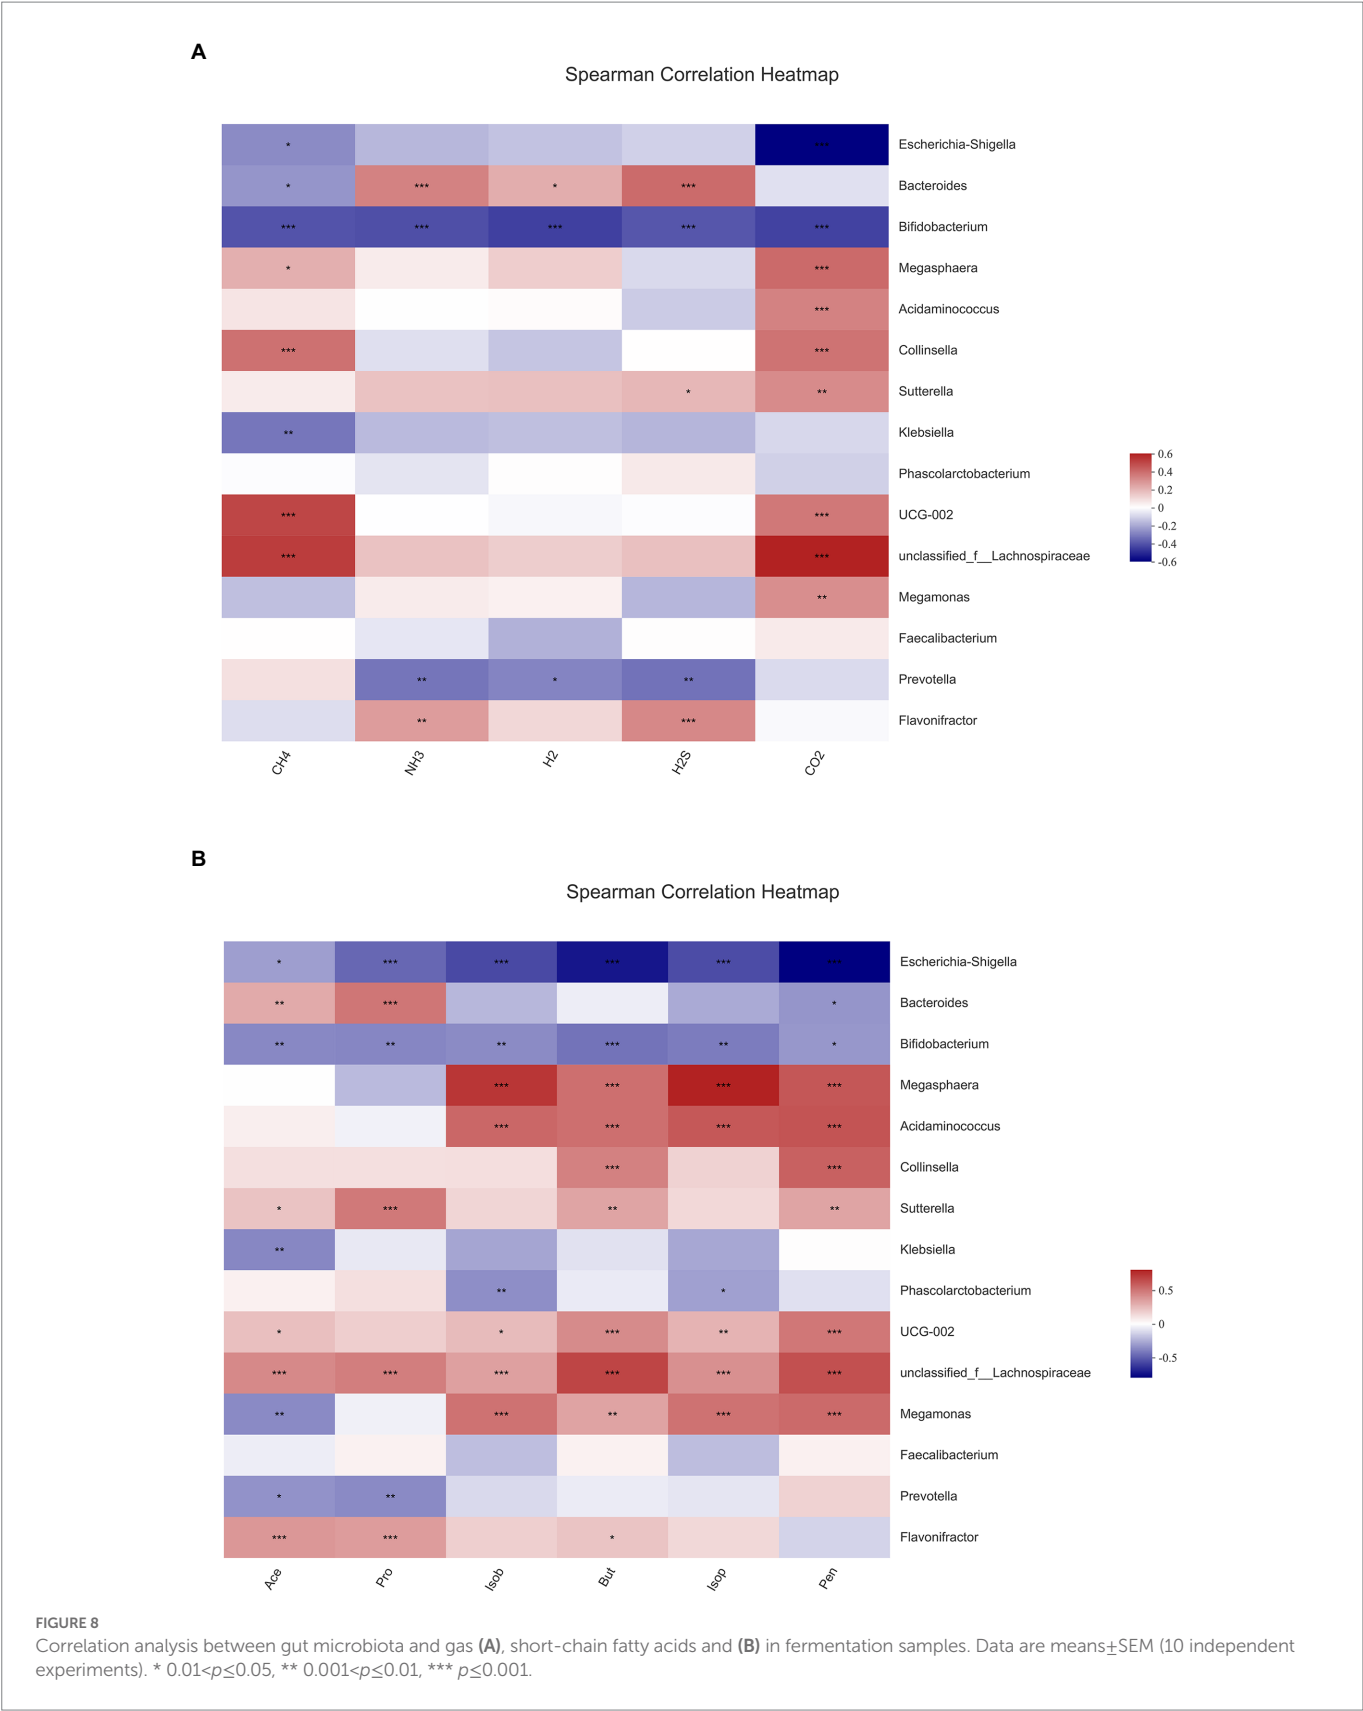 A
Spearman Correlation Heatmap
* *** Escherichia-Shigella
* *** * *** Bacteroides
*** *** *** *** *** Bifidobacterium
* *** Megasphaera
*** Acidaminococcus
*** *** Collinsella
* ** Sutterella
** Klebsiella
Phascolarctobacterium
*** *** UCG-002
*** *** unclassified_f__Lachnospiraceae
** Megamonas
Faecalibacterium
** * ** Prevotella
** *** Flavonifractor
0.6
0.4
0.2
0
-0.2
-0.4
-0.6
CH4 NH3 H2 H2S CO2
B
Spearman Correlation Heatmap
* *** *** *** *** *** Escherichia-Shigella
** *** * Bacteroides
** ** ** *** ** * Bifidobacterium
*** *** *** *** Megasphaera
*** *** *** *** Acidaminococcus
*** *** Collinsella
* *** ** ** Sutterella
** Klebsiella
** * Phascolarctobacterium
* * *** ** *** UCG-002
*** *** *** *** *** *** unclassified_f__Lachnospiraceae
** *** ** *** *** Megamonas
Faecalibacterium
* ** Prevotella
*** *** * Flavonifractor
0.5
0
-0.5
Ace Pro Isob But Isop Pen
FIGURE 8
Correlation analysis between gut microbiota and gas (A), short-chain fatty acids and (B) in fermentation samples. Data are means±SEM (10 independent
experiments). * 0.01<p≤0.05, ** 0.001<p≤0.01, *** p≤0.001.